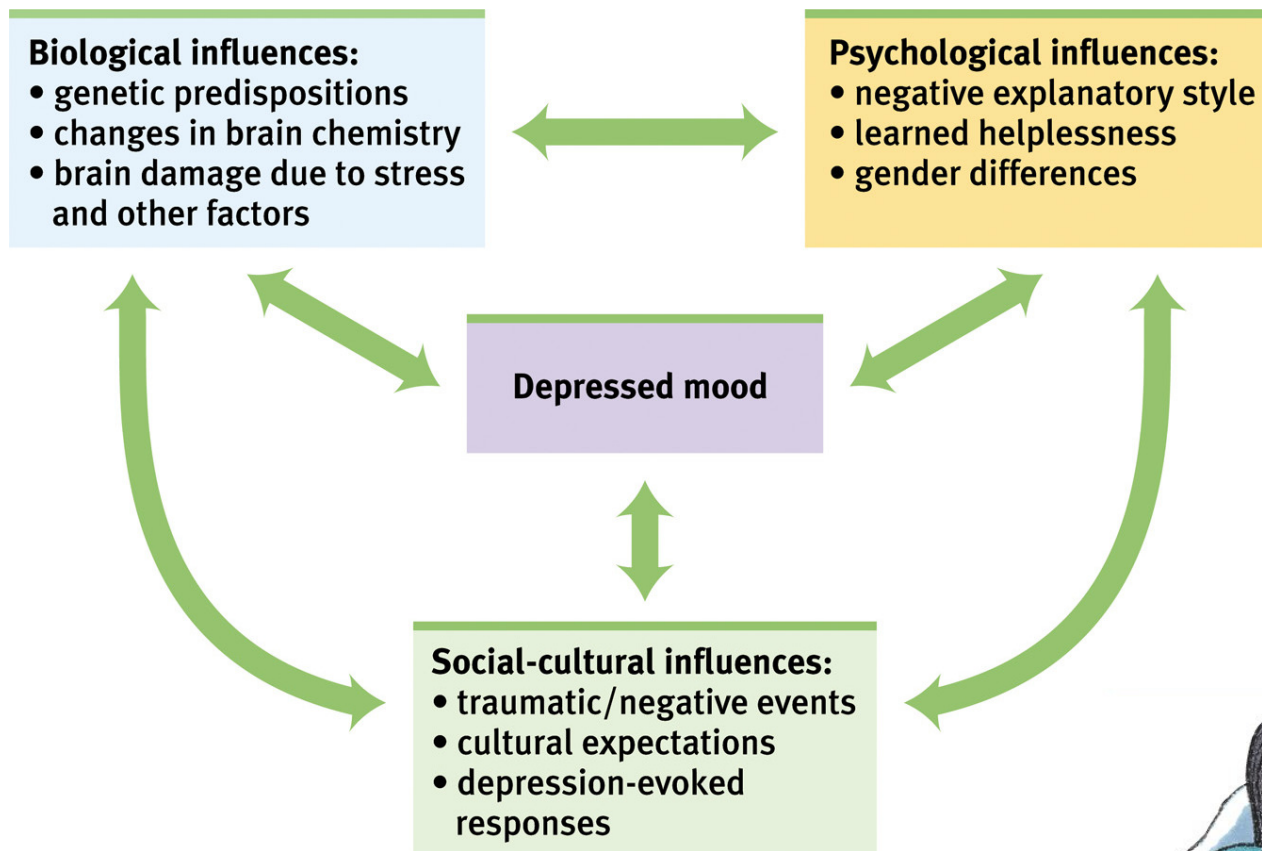 Biological influences:
• genetic predispositions
• changes in brain chemistry
• brain damage due to stress
and other factors
Psychological influences:
• negative explanatory style
• learned helplessness
• gender differences
Depressed mood
Social-cultural influences:
• traumatic/negative events
• cultural expectations
• depression-evoked
responses